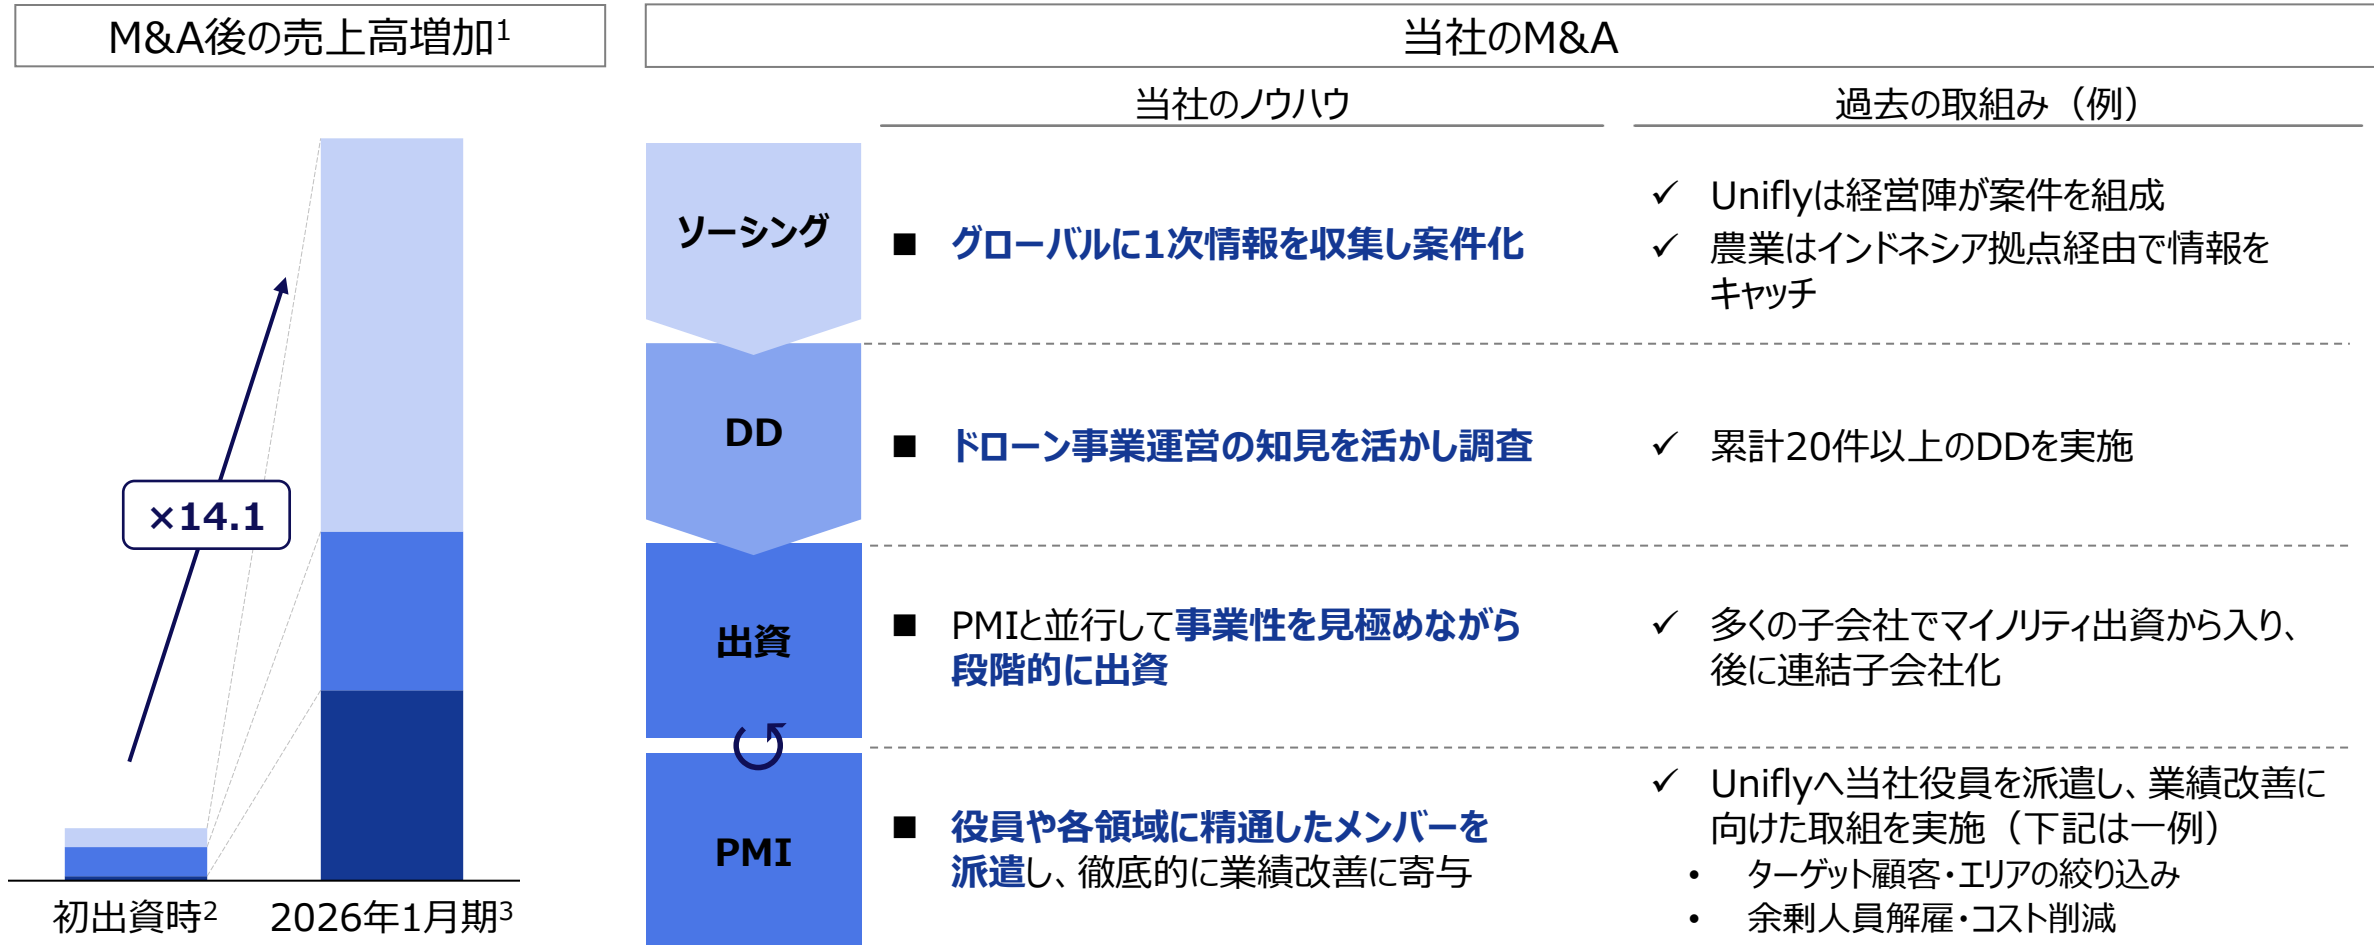 M&A後の売上高増加1
×14.1
初出資時2
2026年1月期3
当社のM&A
当社のノウハウ
過去の取組み（例）
ソーシング
■ グローバルに1次情報を収集し案件化
✓ Uniflyは経営陣が案件を組成
✓ 農業はインドネシア拠点経由で情報を
キャッチ
DD
■ ドローン事業運営の知見を活かし調査
✓ 累計20件以上のDDを実施
出資
■ PMIと並行して事業性を見極めながら
段階的に出資
✓ 多くの子会社でマイノリティ出資から入り、
後に連結子会社化
PMI
■ 役員や各領域に精通したメンバーを
派遣し、徹底的に業績改善に寄与
✓ Uniflyへ当社役員を派遣し、業績改善に
向けた取組を実施（下記は一例）
• ターゲット顧客・エリアの絞り込み
• 余剰人員解雇・コスト削減